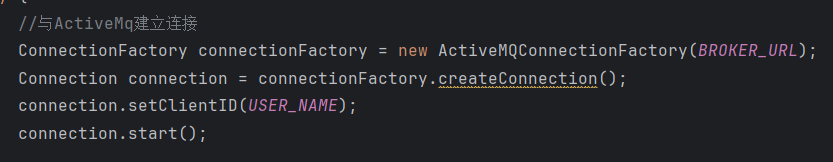 //与ActiveMq建立连接
ConnectionFactory connectionFactory = new ActiveMQConnectionFactory(BROKER_URL);
Connection connection = connectionFactory.createConnection();
connection.setClientID(USER_NAME);
connection.start();